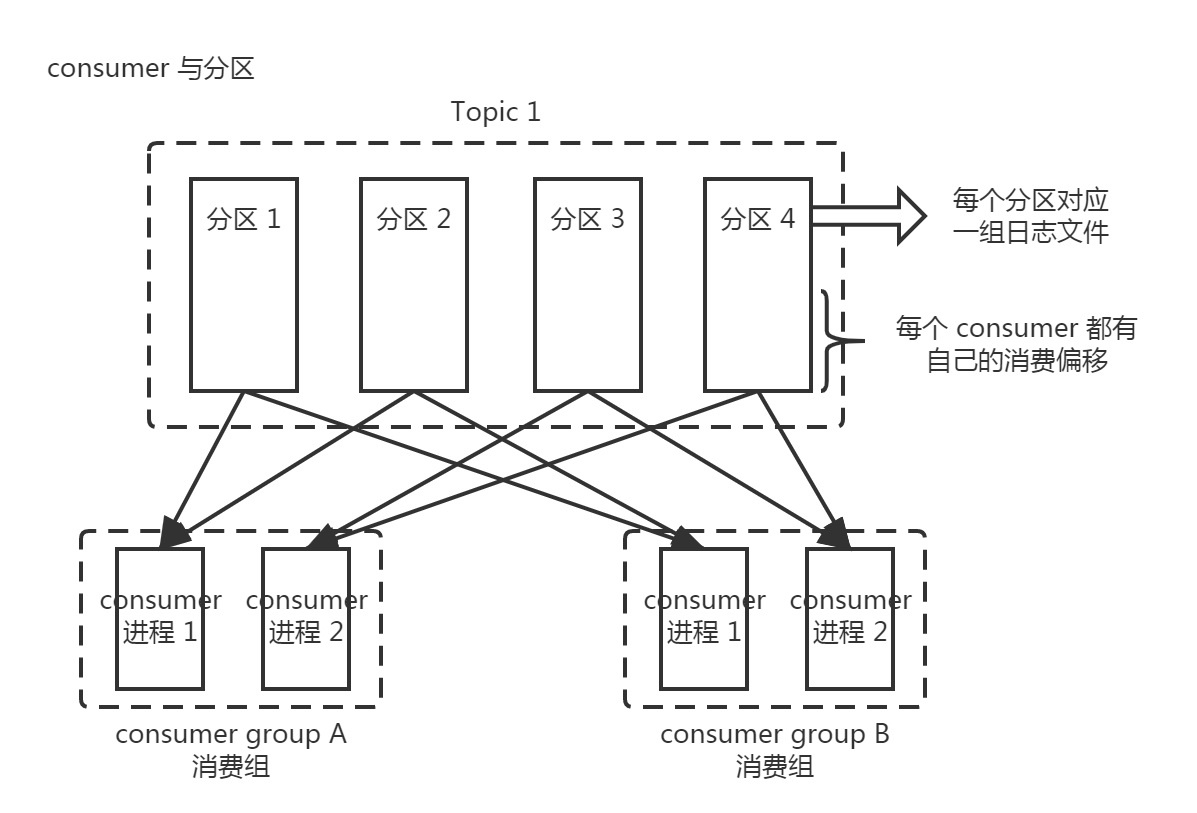 consumer 与分区
Topic 1
分区 1
分区 2
分区 3
分区 4
每个分区对应
一组日志文件
每个 consumer 都有
自己的消费偏移
consumer
进程 1
consumer
进程 2
consumer
进程 1
consumer
进程 2
consumer group A
消费组
consumer group B
消费组